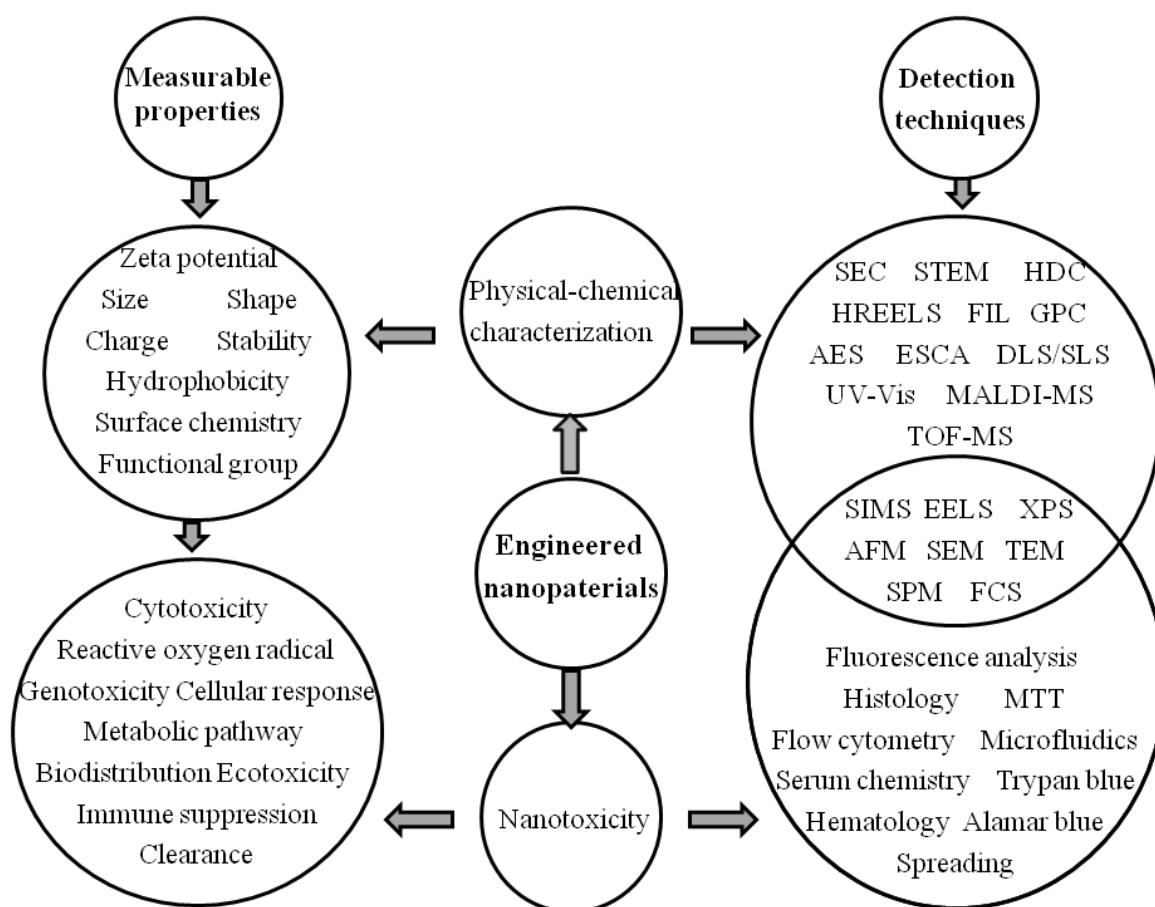 Measurable
properties
Detection
techniques
Zeta potential
Size Shape
Charge Stability
Hydrophobicity
Surface chemistry
Functional group
Physical-chemical
characterization
SEC STEM HDC
HREELS FIL GPC
AES ESCA DLS/SLS
UV-Vis MALDI-MS
TOF-MS
SIMS EELS XPS
AFM SEM TEM
SPM FCS
Engineered
nanopaterials
Cytotoxicity
Reactive oxygen radical
Genotoxicity Cellular response
Metabolic pathway
Biodistribution Ecotoxicity
Immune suppression
Clearance
Nanotoxicity
Fluorescence analysis
Histology MTT
Flow cytometry Microfluidics
Serum chemistry Trypan blue
Hematology Alamar blue
Spreading